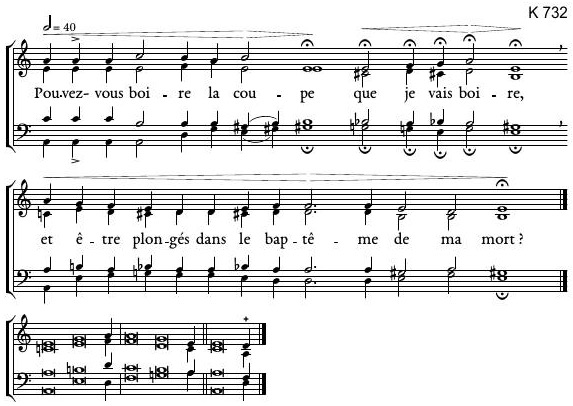 K 732
𝅗𝅥 = 40
Pou-vez-vous boi - re la cou - pe que je vais boi - re,
et ê - tre plon-gés dans le bap - tê - me de ma mort?